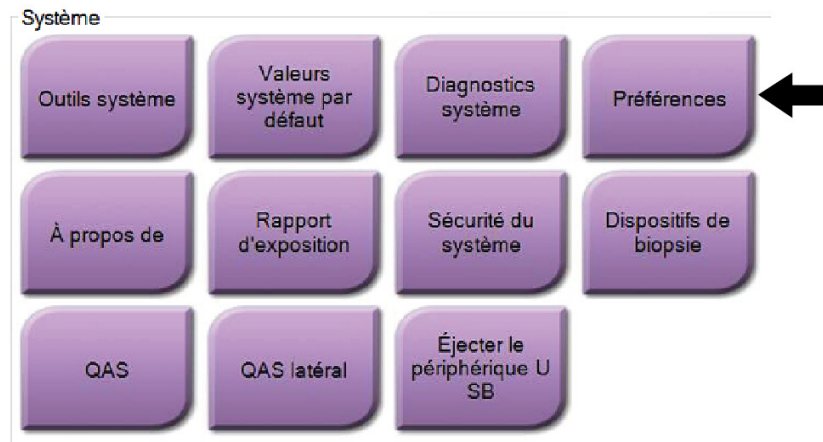 Système
Outils système
Valeurs
système par
défaut
Diagnostics
système
Préférences
À propos de
Rapport
d'exposition
Sécurité du
système
Dispositifs de
biopsie
QAS
QAS latéral
Éjecter le
périphérique U
SB